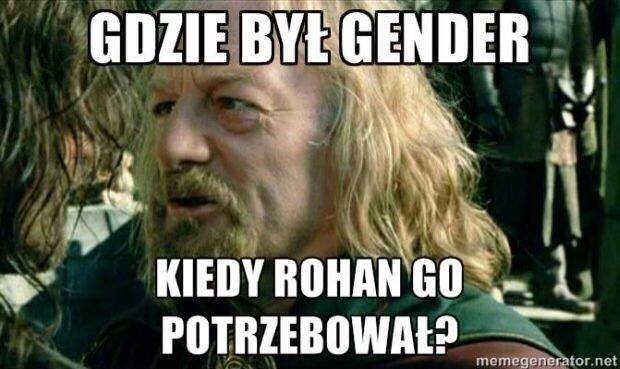 GDZIE BYŁ GENDER
KIEDY ROHAN GO
POTRZEBOWAŁ?
memegenerator.net